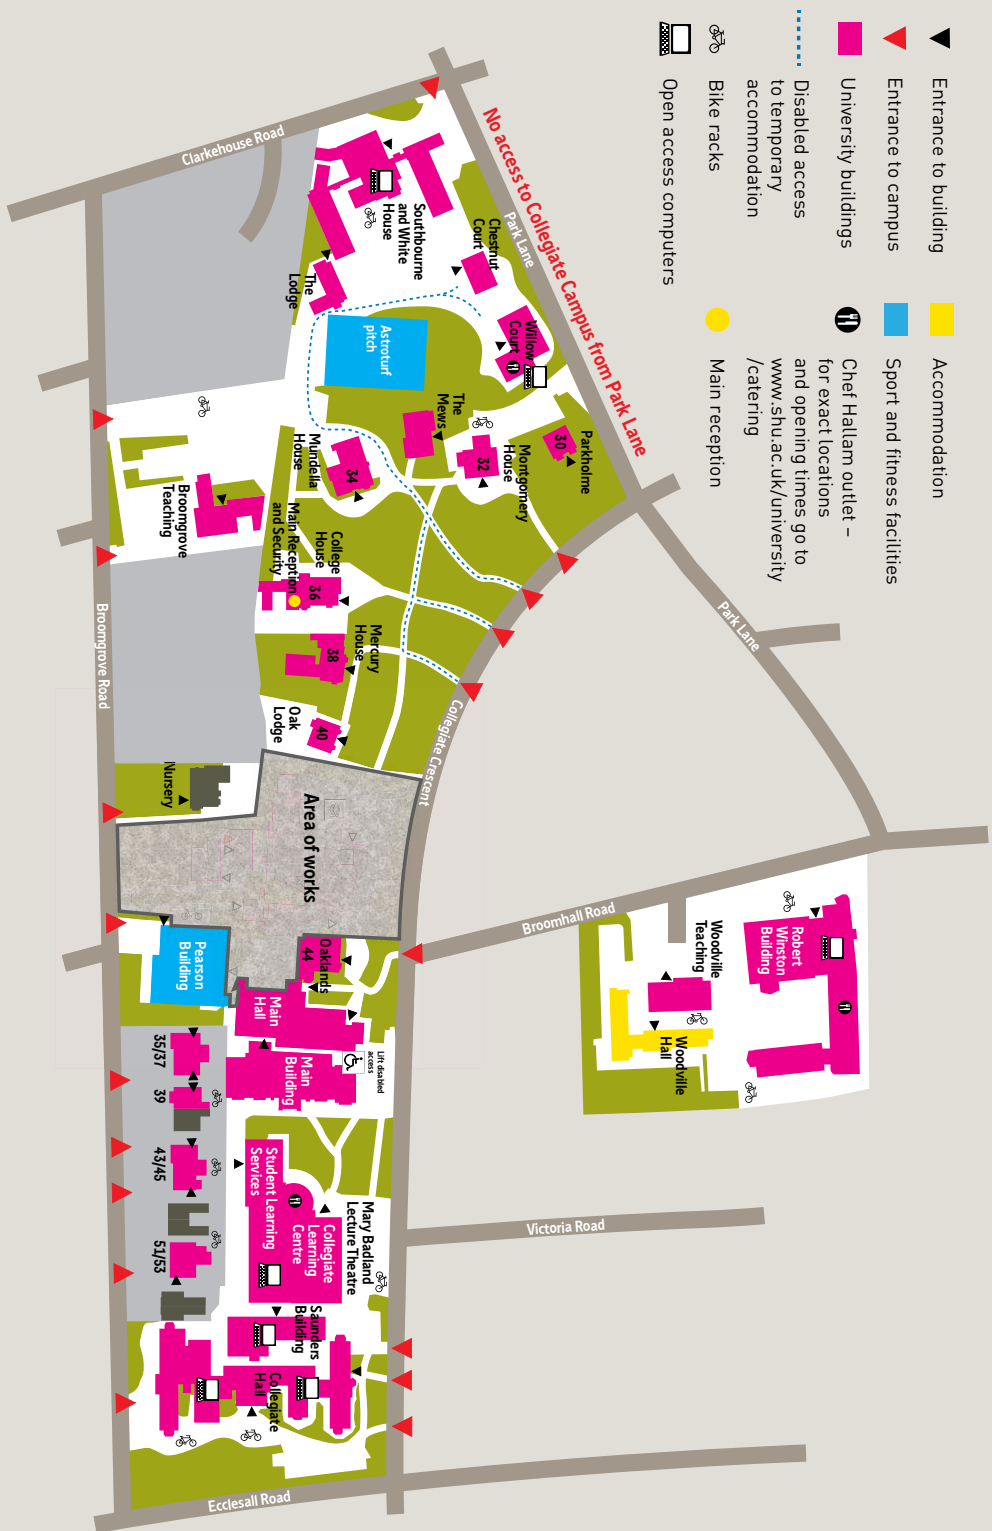 Entrance to building
Entrance to campus
University buildings
Disabled access
to temporary
accommodation
Bike racks
Open access computers
Accommodation
Sport and fitness facilities
Chef Hallam outlet –
for exact locations
and opening times go to
www.shu.ac.uk/university
/catering
Main reception
No access to Collegiate Campus from Park Lane
Park Lane
Clarkehouse Road
Southbourne
and White
House
Chestnut
Court
The
Lodge
Willow
Court
Astroturf
pitch
The
Mews
Parkholme
30
Montgomery
House
32
Mundella
House
34
Broomgrove
Teaching
College
House
36
Main Reception
and Security
Mercury
House
38
Oak
Lodge
40
Broomgrove Road
Collegiate Crescent
Park Lane
Nursery
Area of works
Broomhall Road
Robert
Winston
Building
Woodville
Teaching
Woodville
Hall
Pearson
Building
Oaklands
44
Main
Hall
Main
Building
Lift disabled
access
35/37
39
43/45
51/53
Student Learning
Services
Collegiate
Learning
Centre
Mary Badland
Lecture Theatre
Victoria Road
Saunders
Building
Collegiate
Hall
Ecclesall Road